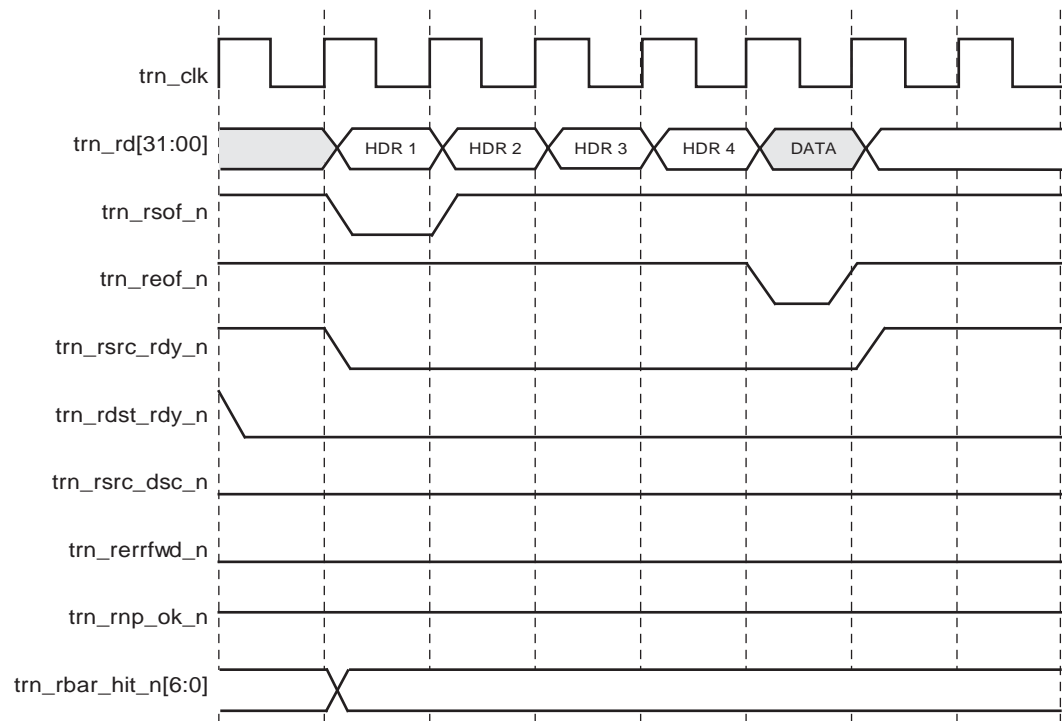 trn_clk
trn_rd[31:00]
HDR 1 HDR 2 HDR 3 HDR 4 DATA
trn_rsof_n
trn_reof_n
trn_rsrc_rdy_n
trn_rdst_rdy_n
trn_rsrc_dsc_n
trn_rerrfwd_n
trn_rnp_ok_n
trn_rbar_hit_n[6:0]